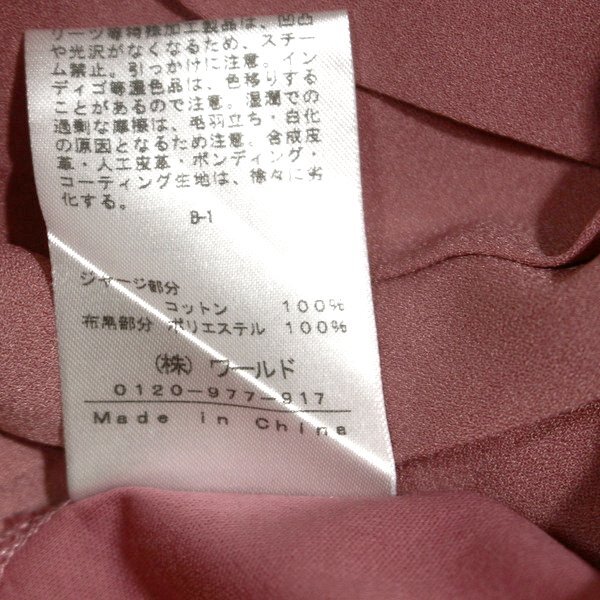 リーツ等特殊加工製品は、凹凸
や光沢がなくなるため、スチー
ム禁止。引っかけに注意。イン
ディゴ等濃色品は、色移りする
ことがあるので注意。湿潤での
過剰な摩擦は、毛羽立ち・白化
の原因となるため注意。合成皮
革・人工皮革・ボンディング・
コーティング生地は、徐々に劣
化する。
B-1
ジャージ部分
コットン 100%
布帛部分 ポリエステル 100%
(株) ワールド
0120-977-917
Made in China